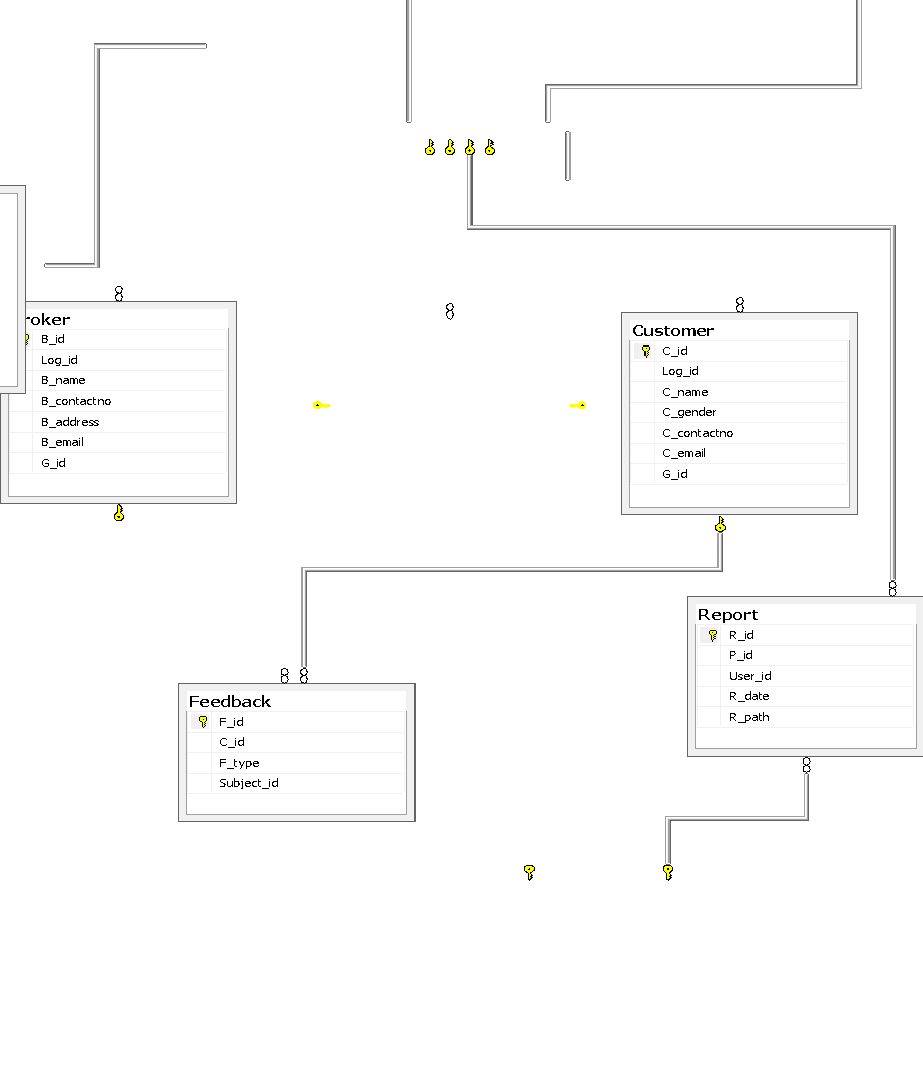 roker
B_id
Log_id
B_name
B_contactno
B_address
B_email
G_id
Customer
C_id
Log_id
C_name
C_gender
C_contactno
C_email
G_id
Report
R_id
P_id
User_id
R_date
R_path
Feedback
F_id
C_id
F_type
Subject_id